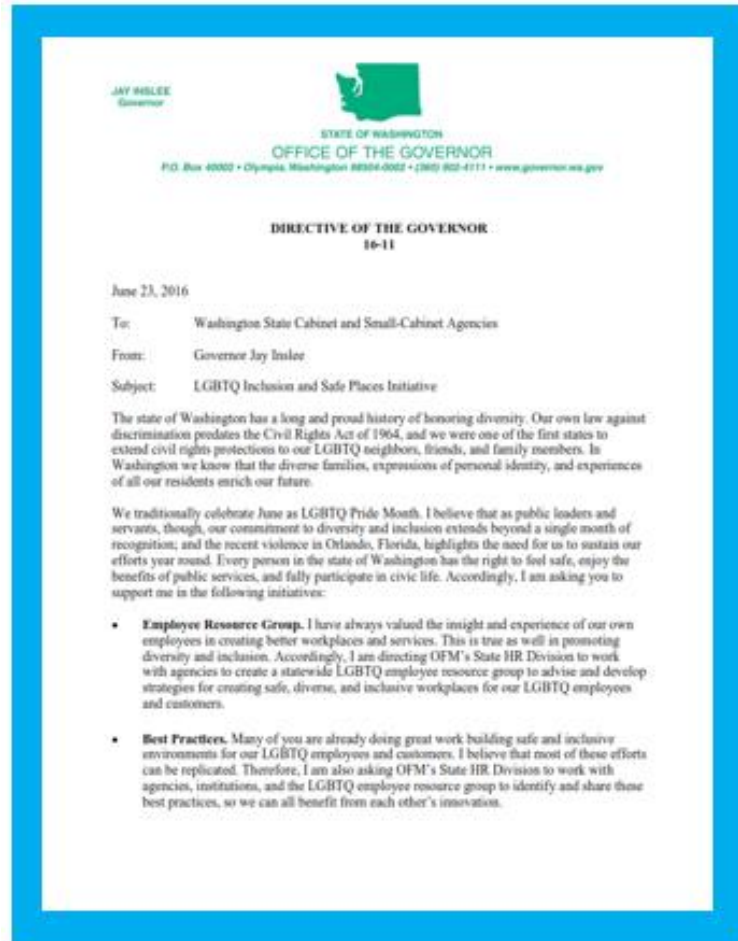 JAY INSLEE
Governor
STATE OF WASHINGTON
OFFICE OF THE GOVERNOR
P.O. Box 40002 • Olympia, Washington 98504-0002 • (360) 902-4111 • www.governor.wa.gov
DIRECTIVE OF THE GOVERNOR
16-11
June 23, 2016
To: Washington State Cabinet and Small-Cabinet Agencies
From: Governor Jay Inslee
Subject: LGBTQ Inclusion and Safe Places Initiative
The state of Washington has a long and proud history of honoring diversity. Our own law against
discrimination predates the Civil Rights Act of 1964, and we were one of the first states to
extend civil rights protections to our LGBTQ neighbors, friends, and family members. In
Washington we know that the diverse families, expressions of personal identity, and experiences
of all our residents enrich our future.
We traditionally celebrate June as LGBTQ Pride Month. I believe that as public leaders and
servants, though, our commitment to diversity and inclusion extends beyond a single month of
recognition; and the recent violence in Orlando, Florida, highlights the need for us to sustain our
efforts year round. Every person in the state of Washington has the right to feel safe, enjoy the
benefits of public services, and fully participate in civic life. Accordingly, I am asking you to
support me in the following initiatives:
• Employee Resource Group. I have always valued the insight and experience of our own
employees in creating better workplaces and services. This is true as well in promoting
diversity and inclusion. Accordingly, I am directing OFM's State HR Division to work
with agencies to create a statewide LGBTQ employee resource group to advise and develop
strategies for creating safe, diverse, and inclusive workplaces for our LGBTQ employees
and customers.
• Best Practices. Many of you are already doing great work building safe and inclusive
environments for our LGBTQ employees and customers. I believe that most of these efforts
can be replicated. Therefore, I am also asking OFM's State HR Division to work with
agencies, institutions, and the LGBTQ employee resource group to identify and share these
best practices, so we can all benefit from each other's innovation.